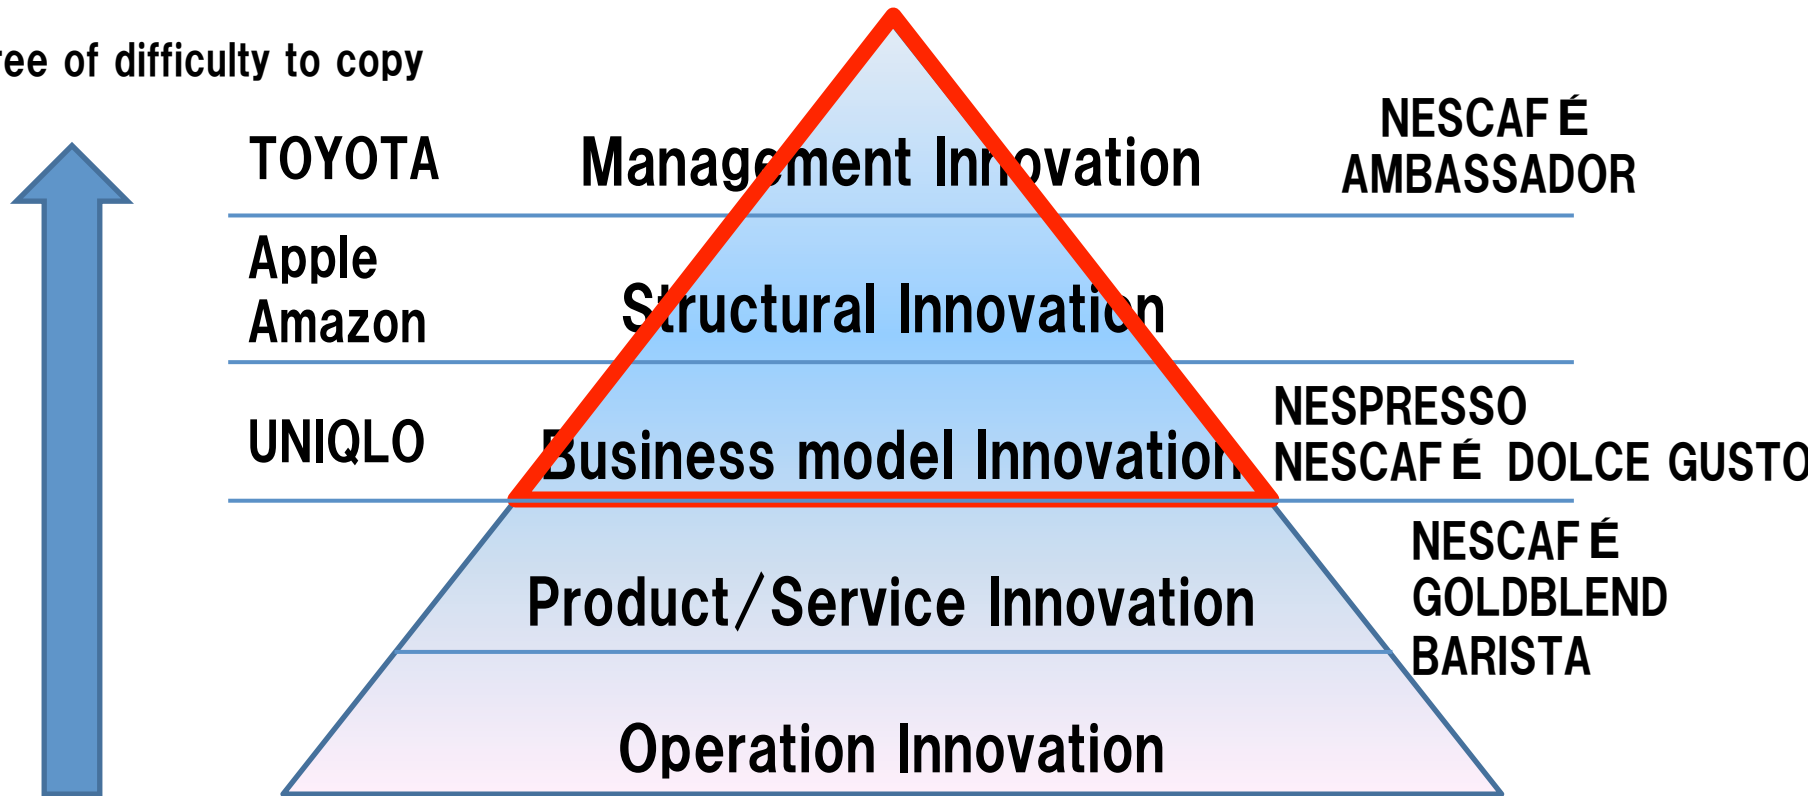 ree of difficulty to copy
TOYOTA
Management Innovation
NESCAFÉ
AMBASSADOR
Apple
Amazon
Structural Innovation
UNIQLO
Business model Innovation
NESPRESSO
NESCAFÉ DOLCE GUSTO
Product/Service Innovation
NESCAFÉ
GOLDBLEND
BARISTA
Operation Innovation